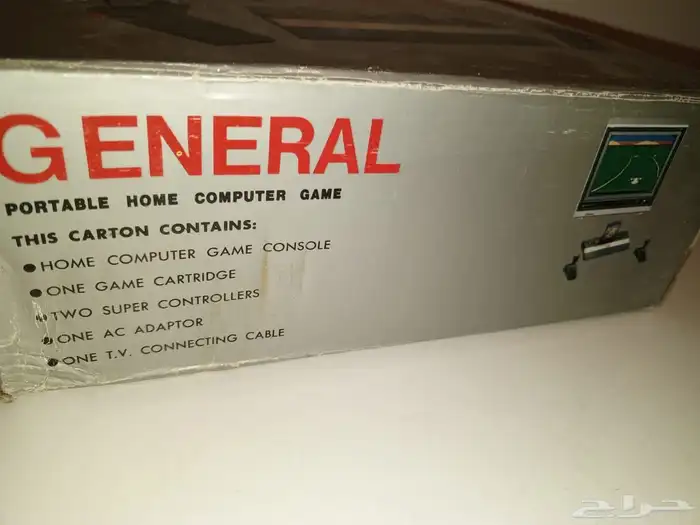 GENERAL
PORTABLE HOME COMPUTER GAME
THIS CARTON CONTAINS:
● HOME COMPUTER GAME CONSOLE
● ONE GAME CARTRIDGE
● TWO SUPER CONTROLLERS
● ONE AC ADAPTOR
● ONE T.V. CONNECTING CABLE
حراج